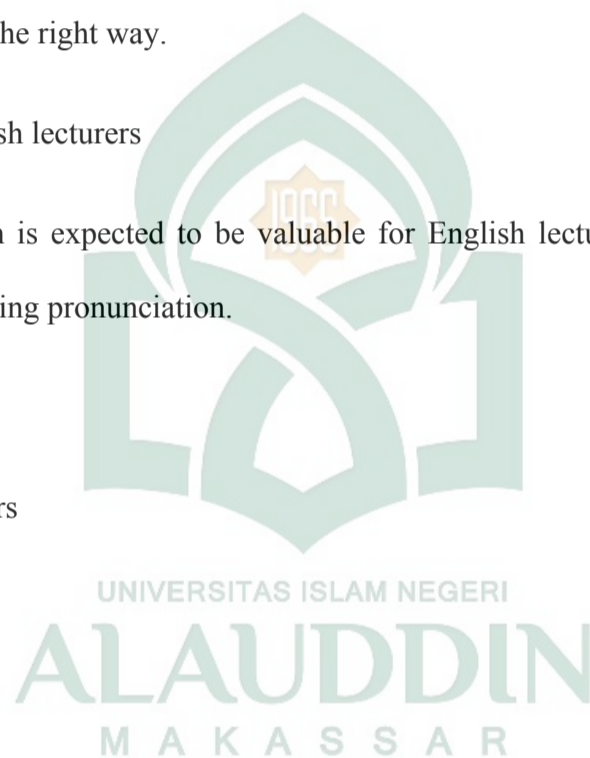 he right way.
sh lecturers
1965
n is expected to be valuable for English lectu
ing pronunciation.
rs
UNIVERSITAS ISLAM NEGERI
ALAUDDIN
MAKASSAR